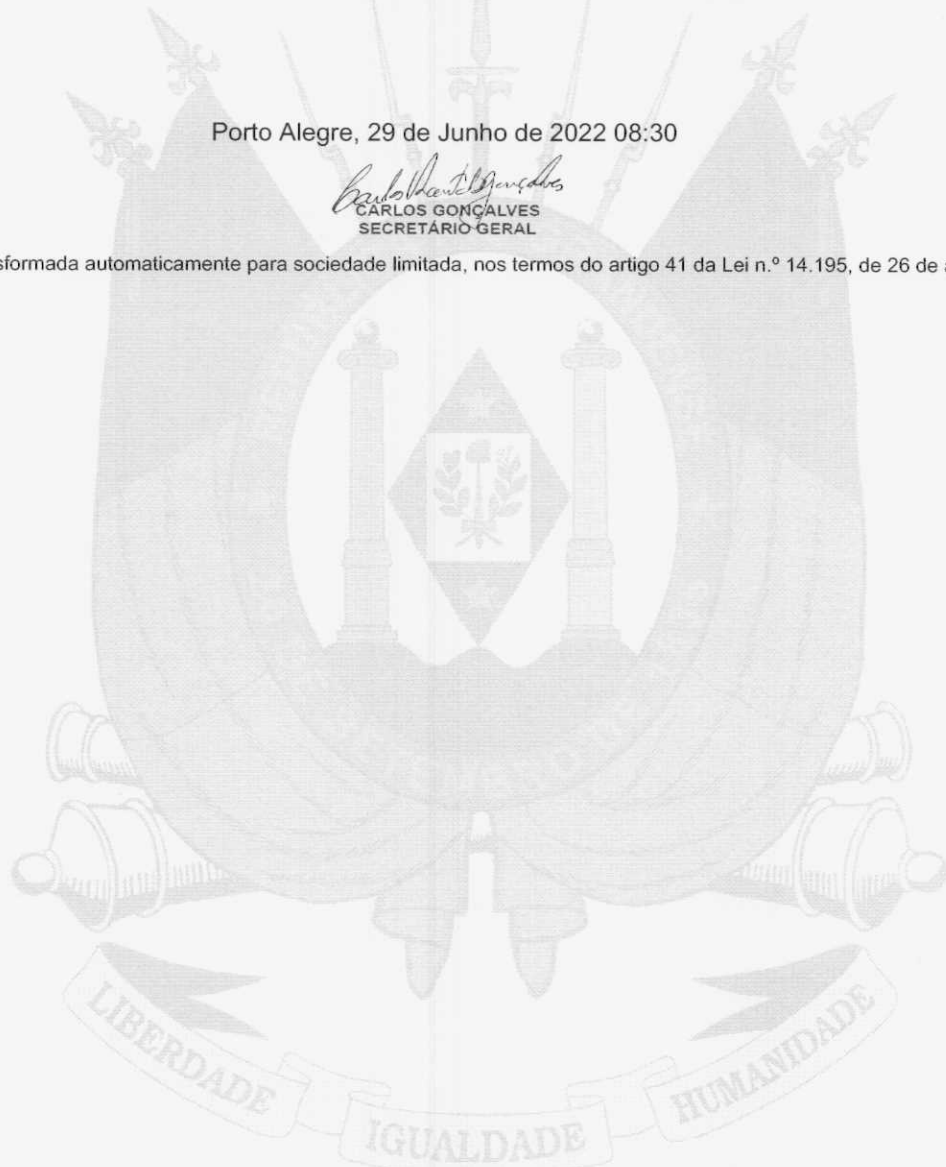 Porto Alegre, 29 de Junho de 2022 08:30
CARLOS GONÇALVES
SECRETÁRIO GERAL
sformada automaticamente para sociedade limitada, nos termos do artigo 41 da Lei n.º 14.195, de 26 de
LIBERDADE
IGUALDADE
HUMANIDADE